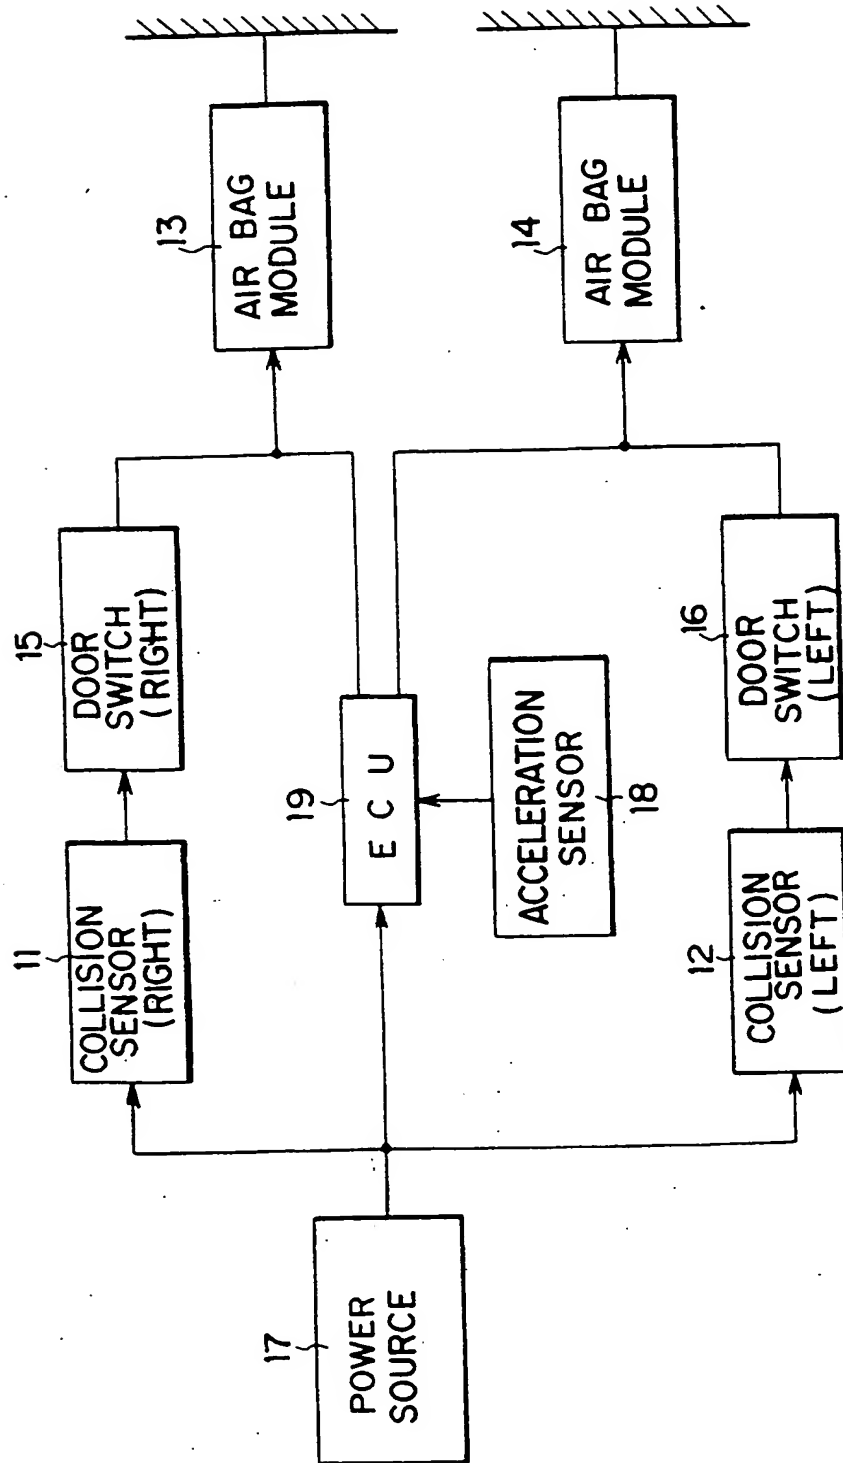 17
POWER
SOURCE
11
COLLISION
SENSOR
(RIGHT)
15
DOOR
SWITCH
(RIGHT)
13
AIR BAG
MODULE
19
E C U
ACCELERATION
SENSOR
18
12
COLLISION
SENSOR
(LEFT)
16
DOOR
SWITCH
(LEFT)
14
AIR BAG
MODULE